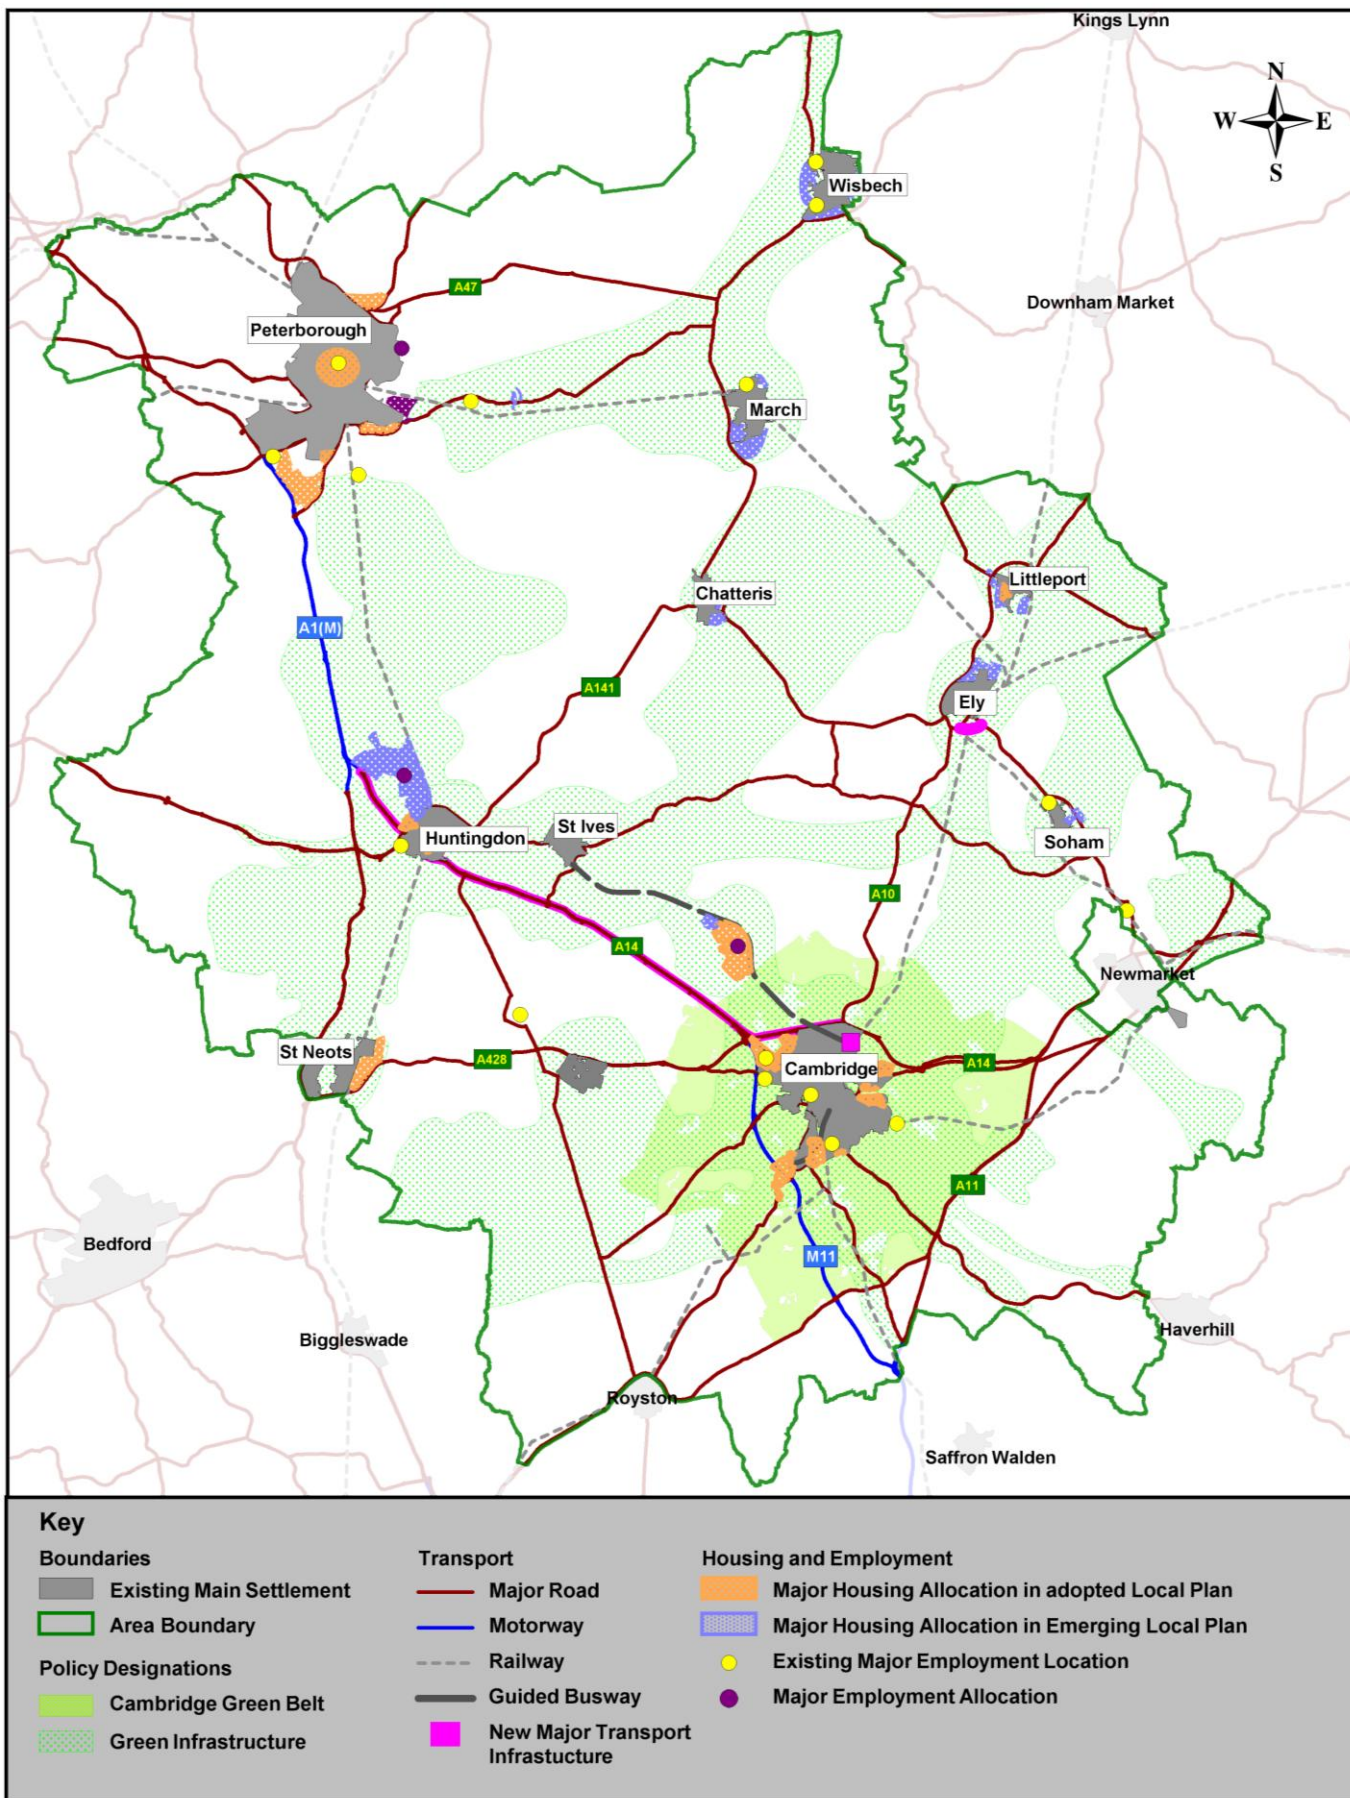 Kings Lynn
N
W E
S
Wisbech
A47
Downham Market
Peterborough
March
Littleport
Chatteris
A1(M)
A141
Ely
St Ives
Huntingdon
Soham
A10
A14
Newmarket
St Neots
A428
Cambridge
A14
A11
Bedford
M11
Biggleswade
Haverhill
Royston
Saffron Walden
Key
Boundaries
Existing Main Settlement
Area Boundary
Policy Designations
Cambridge Green Belt
Green Infrastructure
Transport
Major Road
Motorway
Railway
Guided Busway
New Major Transport
Infrastucture
Housing and Employment
Major Housing Allocation in adopted Local Plan
Major Housing Allocation in Emerging Local Plan
Existing Major Employment Location
Major Employment Allocation